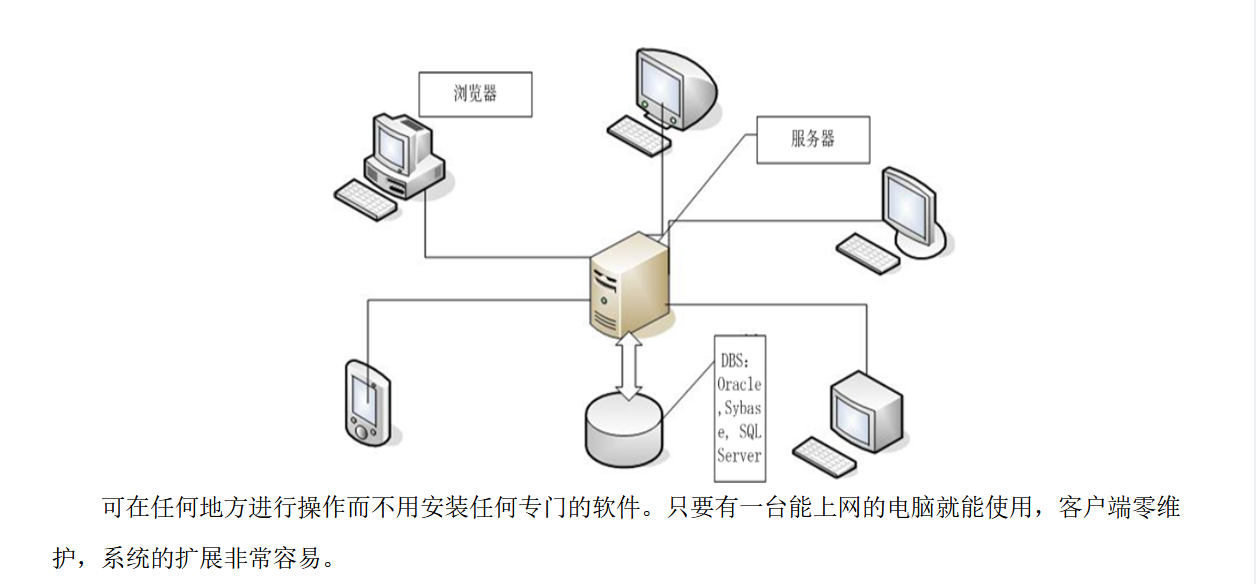 浏览器
服务器
DBS:
Oracle
,Sybas
e, SQL
Server
可在任何地方进行操作而不用安装任何专门的软件。只要有一台能上网的电脑就能使用，客户端零维
护，系统的扩展非常容易。